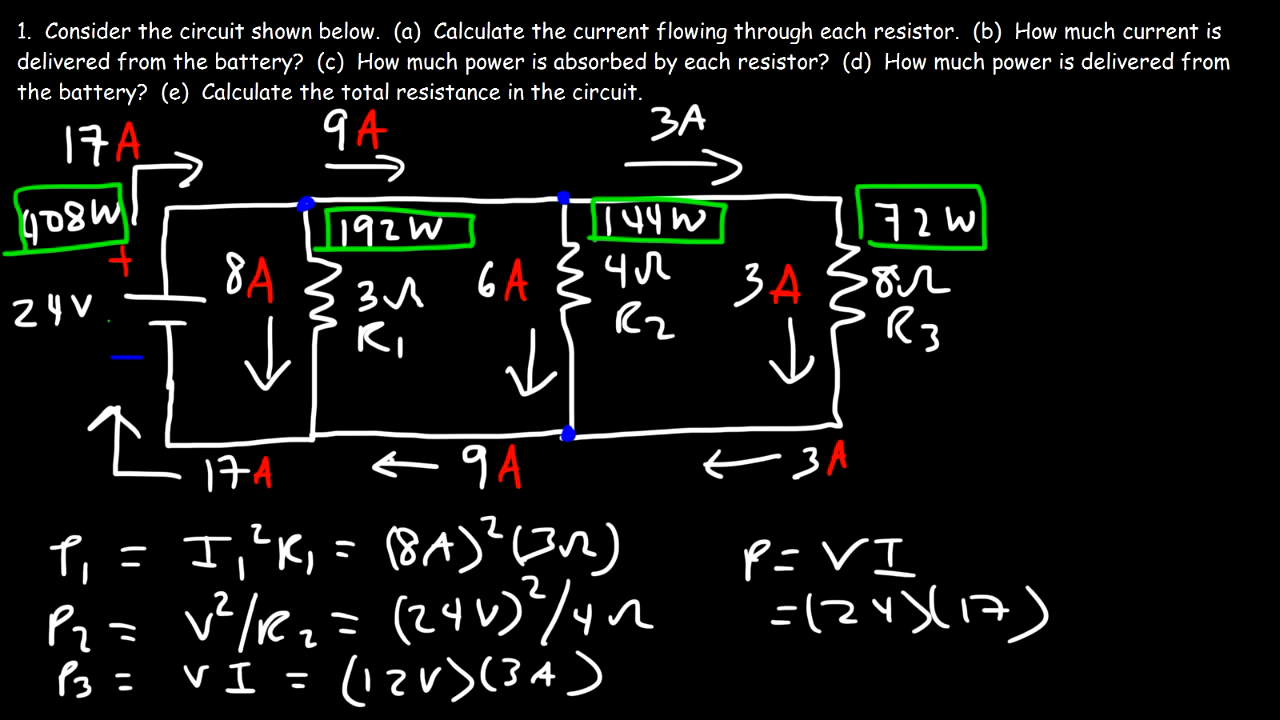 1. Consider the circuit shown below. (a) Calculate the current flowing through each resistor. (b) How much current is
delivered from the battery? (c) How much power is absorbed by each resistor? (d) How much power is delivered from
the battery? (e) Calculate the total resistance in the circuit.
17A
9A
3A
408W
192W
144W
72W
+
8A
3Ω
6A
4Ω
3A
8Ω
24V
R1
R2
R3
−
17A
← 9A
← 3A
P₁ = I₁²R₁ = (8A)²(3Ω)
P = VI
P₂ = V²/R₂ = (24V)²/4Ω
=(24)(17)
P₃ = VI = (12V)(3A)